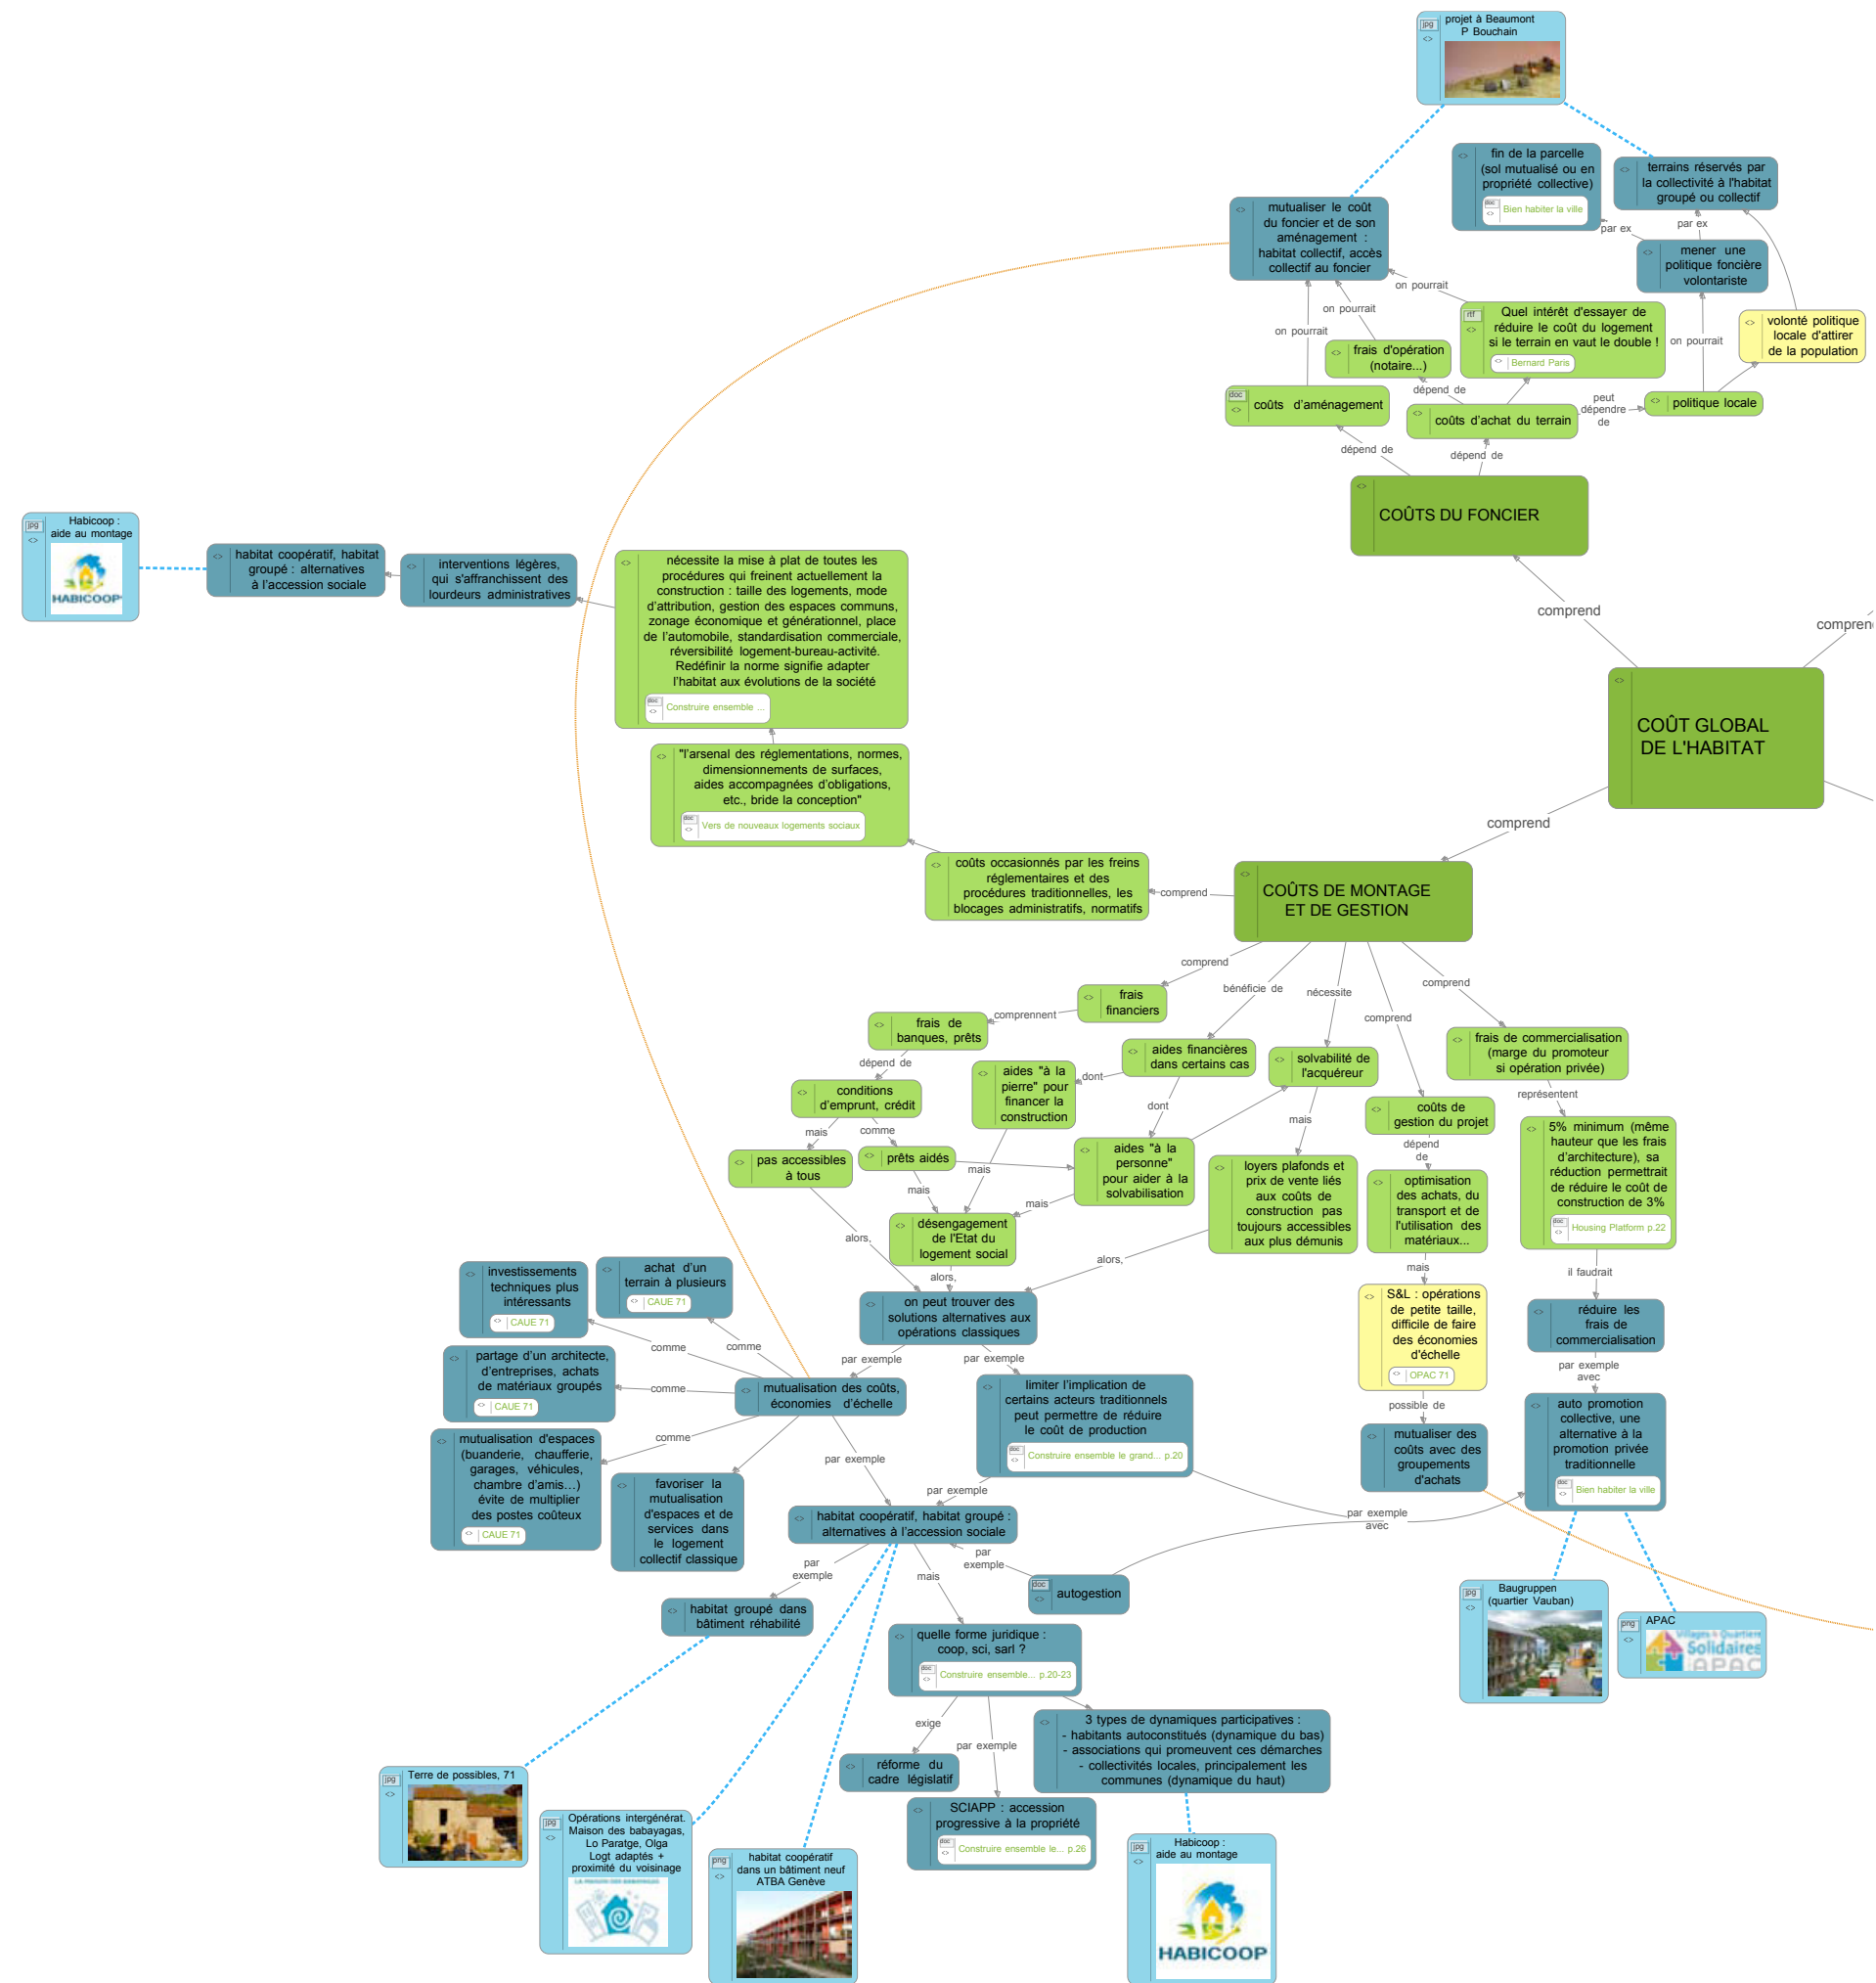 jpg
projet à Beaumont
P Bouchain
fin de la parcelle
(sol mutualisé ou en
propriété collective)
doc
Bien habiter la ville
terrains réservés par
la collectivité à l'habitat
groupé ou collectif
mutualiser le coût
du foncier et de son
aménagement :
habitat collectif, accès
collectif au foncier
par ex
par ex
mener une
politique foncière
volontariste
on pourrait
on pourrait
on pourrait
rtf
Quel intérêt d'essayer de
réduire le coût du logement
si le terrain en vaut le double !
Bernard Paris
on pourrait
volonté politique
locale d'attirer
de la population
frais d'opération
(notaire...)
dépend de
doc
coûts d'aménagement
coûts d'achat du terrain
peut
dépendre
de
politique locale
dépend de
dépend de
COÛTS DU FONCIER
jpg
Habicoop :
aide au montage
HABICOOP
habitat coopératif, habitat
groupé : alternatives
à l'accession sociale
interventions légères,
qui s'affranchissent des
lourdeurs administratives
nécessite la mise à plat de toutes les
procédures qui freinent actuellement la
construction : taille des logements, mode
d'attribution, gestion des espaces communs,
zonage économique et générationnel, place
de l'automobile, standardisation commerciale,
réversibilité logement-bureau-activité.
Redéfinir la norme signifie adapter
l'habitat aux évolutions de la société
doc
Construire ensemble ...
comprend
compren
COÛT GLOBAL
DE L'HABITAT
"l'arsenal des réglementations, normes,
dimensionnements de surfaces,
aides accompagnées d'obligations,
etc., bride la conception"
doc
Vers de nouveaux logements sociaux
comprend
coûts occasionnés par les freins
réglementaires et des
procédures traditionnelles, les
blocages administratifs, normatifs
comprend
COÛTS DE MONTAGE
ET DE GESTION
comprend
bénéficie de
nécessite
comprend
comprend
frais
financiers
comprennent
frais de
banques, prêts
dépend de
conditions
d'emprunt, crédit
mais
comme
pas accessibles
à tous
prêts aidés
aides "à la
pierre" pour
financer la
construction
dont
aides financières
dans certains cas
dont
solvabilité de
l'acquéreur
mais
aides "à la
personne"
pour aider à la
solvabilisation
mais
mais
mais
désengagement
de l'Etat du
logement social
loyers plafonds et
prix de vente liés
aux coûts de
construction pas
toujours accessibles
aux plus démunis
coûts de
gestion du projet
dépend
de
optimisation
des achats, du
transport et de
l'utilisation des
matériaux...
frais de commercialisation
(marge du promoteur
si opération privée)
représentent
5% minimum (même
hauteur que les frais
d'architecture), sa
réduction permettrait
de réduire le coût de
construction de 3%
doc
Housing Platform p.22
alors,
alors,
alors,
mais
il faudrait
investissements
techniques plus
intéressants
CAUE 71
achat d'un
terrain à plusieurs
CAUE 71
on peut trouver des
solutions alternatives aux
opérations classiques
S&L : opérations
de petite taille,
difficile de faire
des économies
d'échelle
OPAC 71
réduire les
frais de
commercialisation
comme
comme
par exemple
par exemple
par exemple
avec
partage d'un architecte,
d'entreprises, achats
de matériaux groupés
CAUE 71
comme
mutualisation des coûts,
économies d'échelle
limiter l'implication de
certains acteurs traditionnels
peut permettre de réduire
le coût de production
doc
Construire ensemble le grand... p.20
possible de
mutualiser des
coûts avec des
groupements
d'achats
auto promotion
collective, une
alternative à la
promotion privée
traditionnelle
doc
Bien habiter la ville
mutualisation d'espaces
(buanderie, chaufferie,
garages, véhicules,
chambre d'amis...)
évite de multiplier
des postes coûteux
CAUE 71
comme
par exemple
favoriser la
mutualisation
d'espaces et de
services dans
le logement
collectif classique
par exemple
par exemple
avec
habitat coopératif, habitat groupé :
alternatives à l'accession sociale
par
exemple
mais
par
exemple
doc
autogestion
habitat groupé dans
bâtiment réhabilité
jpg
Baugruppen
(quartier Vauban)
png
APAC
Villages & Quartiers
Solidaires
APAC
quelle forme juridique :
coop, sci, sarl ?
doc
Construire ensemble... p.20-23
exige
par exemple
3 types de dynamiques participatives :
- habitants autoconstitués (dynamique du bas)
- associations qui promeuvent ces démarches
- collectivités locales, principalement les
communes (dynamique du haut)
réforme du
cadre législatif
SCIAPP : accession
progressive à la propriété
doc
Construire ensemble le... p.26
jpg
Terre de possibles, 71
jpg
Opérations intergénérat.
Maison des babayagas,
Lo Paratge, Olga
Logt adaptés +
proximité du voisinage
LA MAISON DES BABAYAGAS
png
habitat coopératif
dans un bâtiment neuf
ATBA Genève
jpg
Habicoop :
aide au montage
HABICOOP